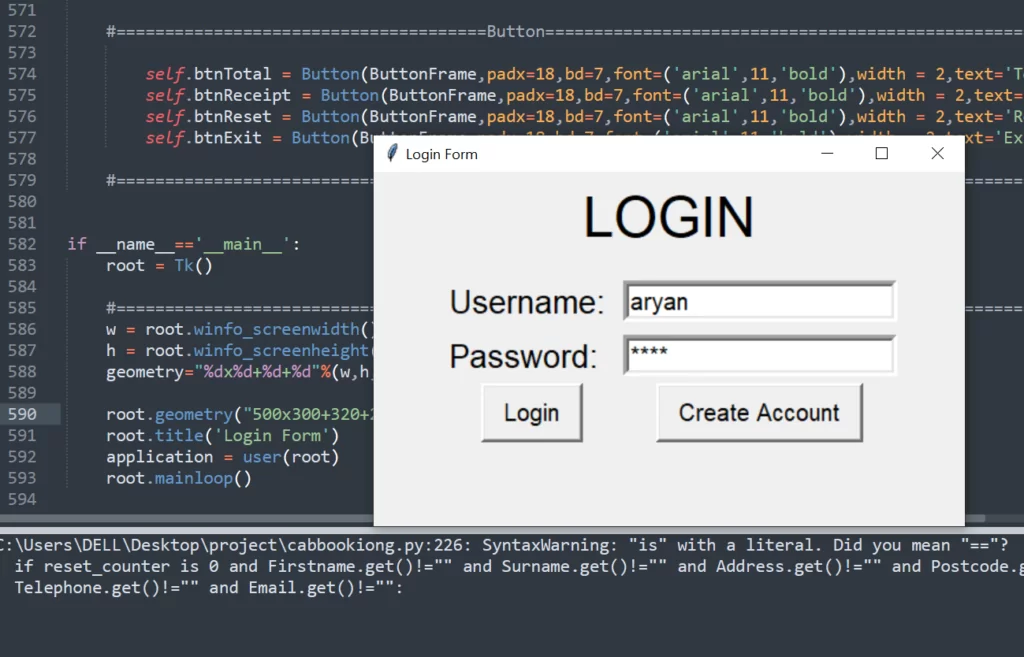 571
572 #======================================Button=================================================
573
574 self.btnTotal = Button(ButtonFrame,padx=18,bd=7,font=('arial',11,'bold'),width = 2,text='T
575 self.btnReceipt = Button(ButtonFrame,padx=18,bd=7,font=('arial',11,'bold'),width = 2,text=
576 self.btnReset = Button(ButtonFrame,padx=18,bd=7,font=('arial',11,'bold'),width = 2,text='R
577 self.btnExit = Button(
578
579 #===========================
580
581
582 if __name__=='__main__':
583 root = Tk()
584
585 #===========================
586 w = root.winfo_screenwidth(
587 h = root.winfo_screenheight(
588 geometry="%dx%d+%d+%d"%(w,h
589
590 root.geometry("500x300+320+
591 root.title('Login Form')
592 application = user(root)
593 root.mainloop()
594
Login Form
LOGIN
Username: aryan
Password: ****
Login Create Account
C:\Users\DELL\Desktop\project\cabbookiong.py:226: SyntaxWarning: "is" with a literal. Did you mean "=="?
if reset_counter is 0 and Firstname.get()!="" and Surname.get()!="" and Address.get()!="" and Postcode.g
Telephone.get()!="" and Email.get()!="":